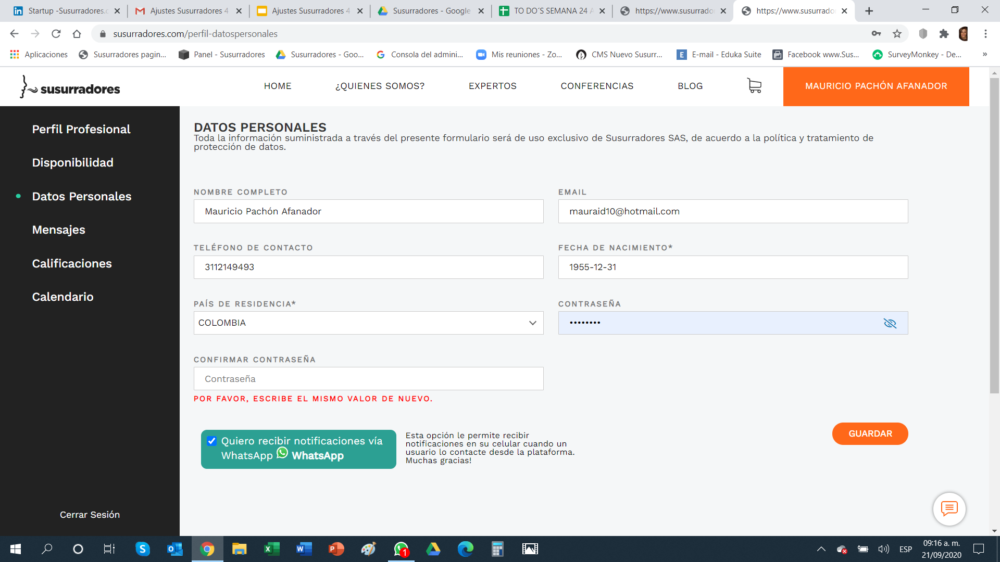 Startup -Susurradores.c
Ajustes Susurradores 4
Ajustes Susurradores 4
Susurradores - Google
TO DO´S SEMANA 24 A
https://www.susurrado
https://www.susurrado
susurradores.com/perfil-datospersonales
Aplicaciones
Susurradores pagin...
Panel - Susurradores
Susurradores - Goo...
Consola del admini...
Mis reuniones - Zo...
CMS Nuevo Susurr...
E-mail - Eduka Suite
Facebook www.Sus...
SurveyMonkey - De...
»
susurradores
HOME
¿QUIENES SOMOS?
EXPERTOS
CONFERENCIAS
BLOG
MAURICIO PACHÓN AFANADOR
Perfil Profesional
Disponibilidad
Datos Personales
Mensajes
Calificaciones
Calendario
Cerrar Sesión
DATOS PERSONALES
Toda la información suministrada a través del presente formulario será de uso exclusivo de Susurradores SAS, de acuerdo a la política y tratamiento de
protección de datos.
NOMBRE COMPLETO
Mauricio Pachón Afanador
EMAIL
mauraid10@hotmail.com
TELÉFONO DE CONTACTO
3112149493
FECHA DE NACIMIENTO*
1955-12-31
PAÍS DE RESIDENCIA*
COLOMBIA
CONTRASEÑA
••••••••
CONFIRMAR CONTRASEÑA
Contraseña
POR FAVOR, ESCRIBE EL MISMO VALOR DE NUEVO.
Quiero recibir notificaciones vía
WhatsApp WhatsApp
Esta opción le permite recibir
notificaciones en su celular cuando un
usuario lo contacte desde la plataforma.
Muchas gracias!
GUARDAR
1
ESP
09:16 a. m.
21/09/2020